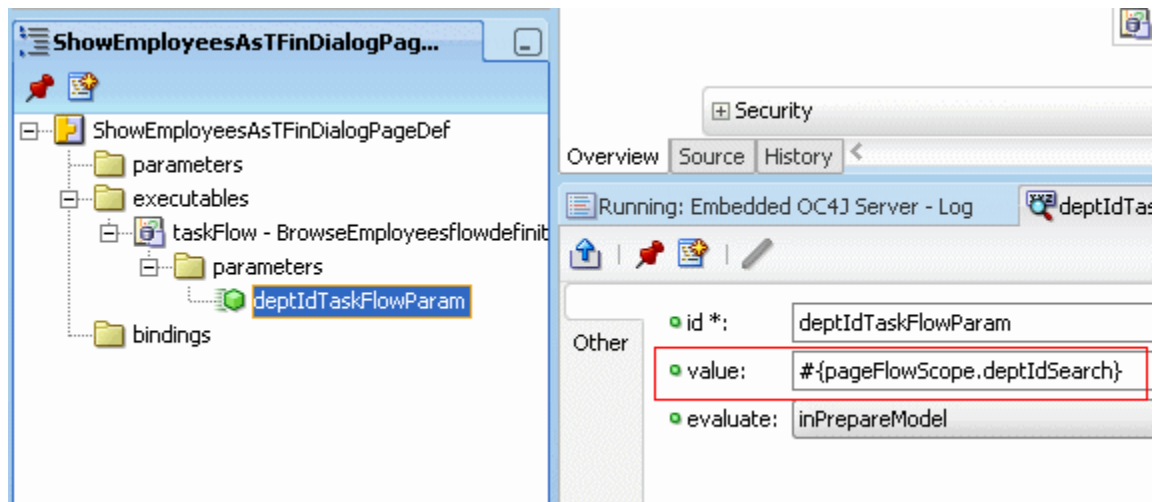 ShowEmployeesAsTFinDialogPag...
ShowEmployeesAsTFinDialogPageDef
parameters
executables
taskFlow - BrowseEmployeesflowdefinit
parameters
deptIdTaskFlowParam
bindings
Security
Overview Source History
Running: Embedded OC4J Server - Log deptIdTas
Other
id *: deptIdTaskFlowParam
value: #{pageFlowScope.deptIdSearch}
evaluate: inPrepareModel